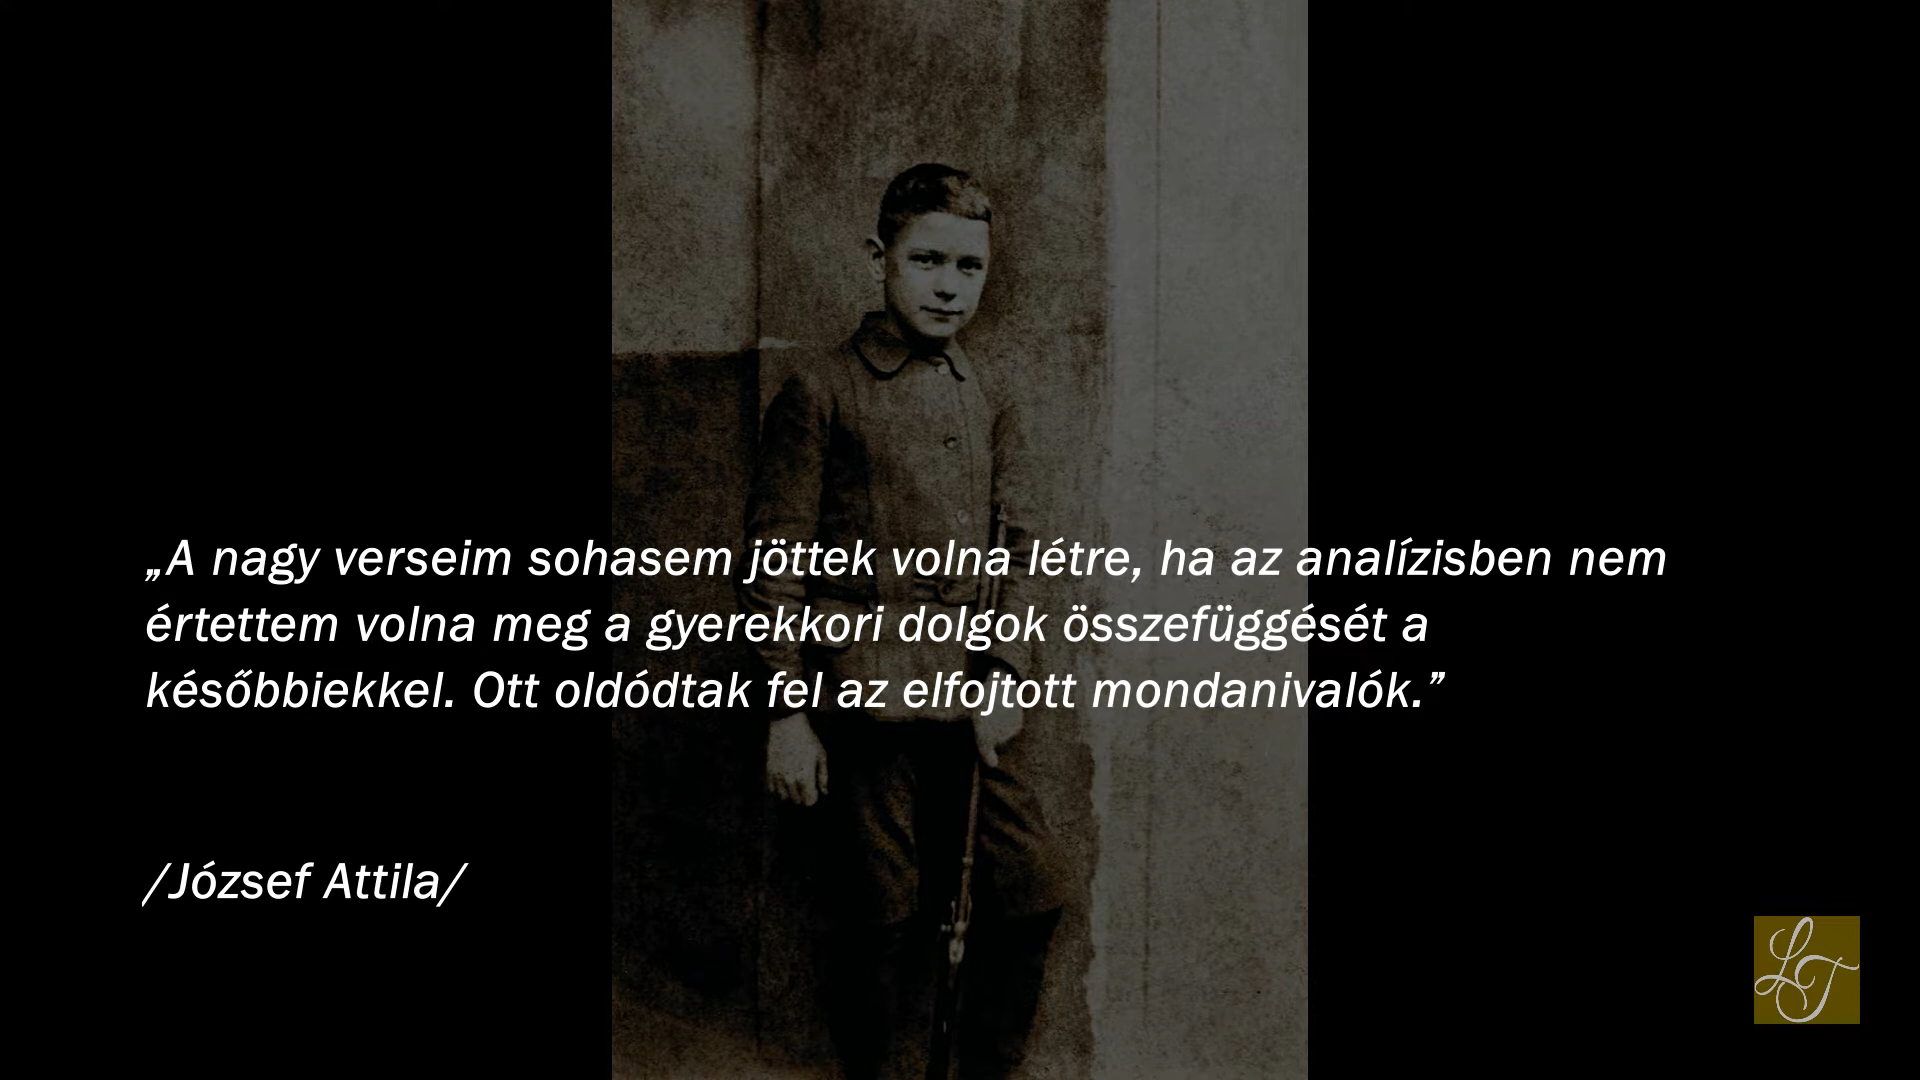 „A nagy verseim sohasem jöttek volna létre, ha az analízisben nem
értettem volna meg a gyerekkori dolgok összefüggését a
későbbiekkel. Ott oldódtak fel az elfojtott mondanivalók.”
/József Attila/
LT